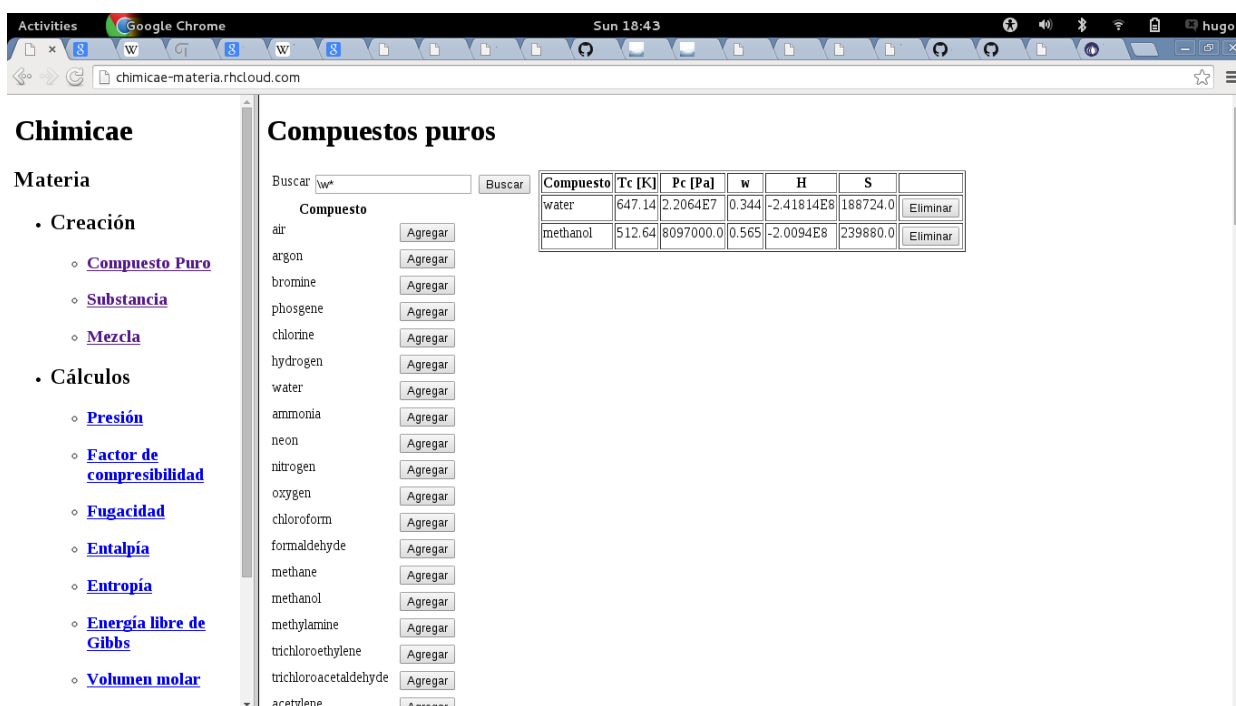 Activities Google Chrome Sun 18:43 hugo
chimicae-materia.rhcloud.com
Chimicae
Materia
Creación
Compuesto Puro
Substancia
Mezcla
Cálculos
Presión
Factor de
compresibilidad
Fugacidad
Entalpía
Entropía
Energía libre de
Gibbs
Volumen molar
Compuestos puros
Buscar \w* Buscar
Compuesto
air Agregar
argon Agregar
bromine Agregar
phosgene Agregar
chlorine Agregar
hydrogen Agregar
water Agregar
ammonia Agregar
neon Agregar
nitrogen Agregar
oxygen Agregar
chloroform Agregar
formaldehyde Agregar
methane Agregar
methanol Agregar
methylamine Agregar
trichloroethylene Agregar
trichloroacetaldehyde Agregar
acetylene Agregar
Compuesto Tc [K] Pc [Pa] w H S
water 647.14 2.2064E7 0.344 -2.41814E8 188724.0 Eliminar
methanol 512.64 8097000.0 0.565 -2.0094E8 239880.0 Eliminar